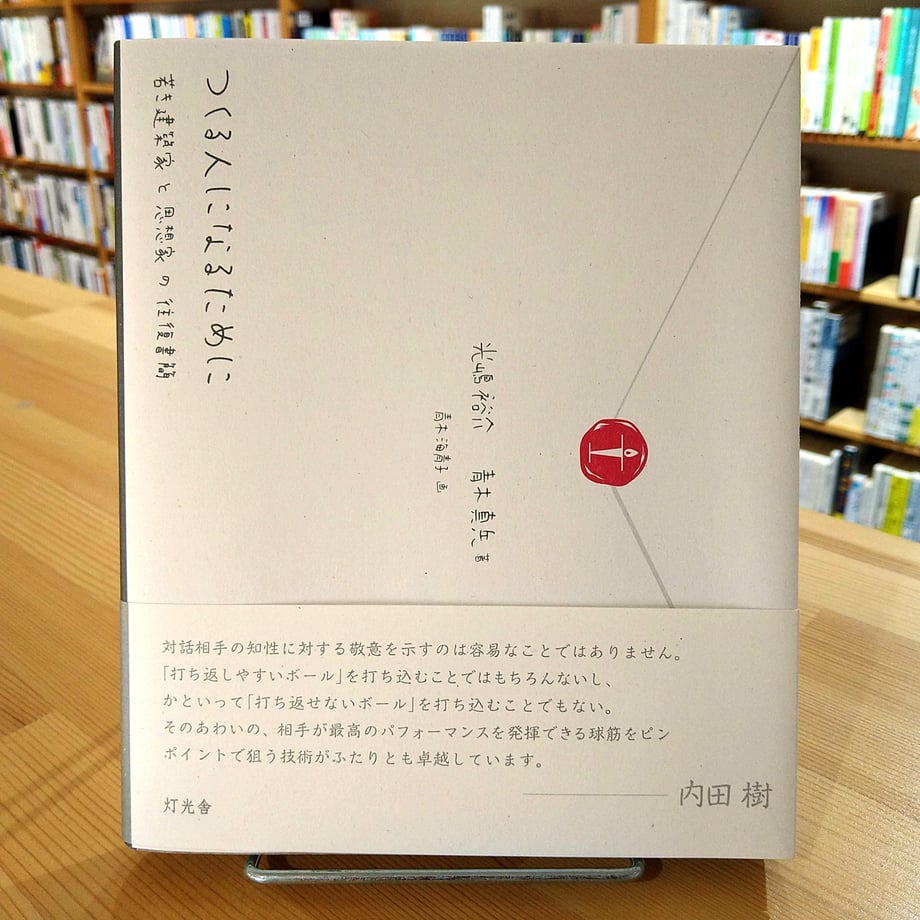 つくる人になるために
若き建築家と思想家の往復書簡
光嶋裕介 青木真兵 著
青木海青子 画
対話相手の知性に対する敬意を示すのは容易なことではありません。
「打ち返しやすいボール」を打ち込むことではもちろんないし、
かといって「打ち返せないボール」を打ち込むことでもない。
そのあわいの、相手が最高のパフォーマンスを発揮できる球筋をピン
ポイントで狙う技術がふたりとも卓越しています。
内田 樹
灯光舎